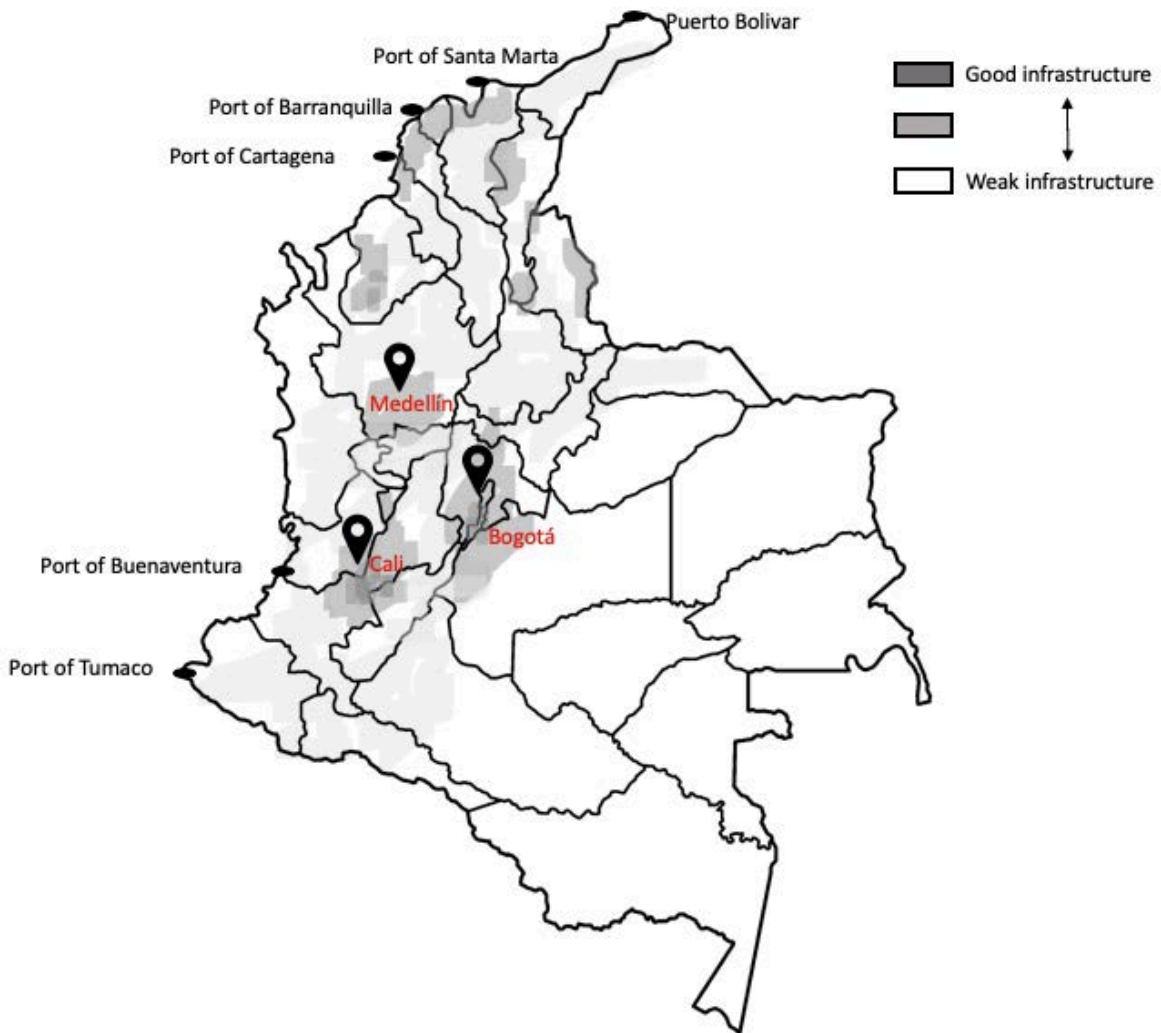 Puerto Bolivar
Port of Santa Marta
Good infrastructure
Port of Barranquilla
Port of Cartagena
Weak infrastructure
Medellín
Bogotá
Cali
Port of Buenaventura
Port of Tumaco